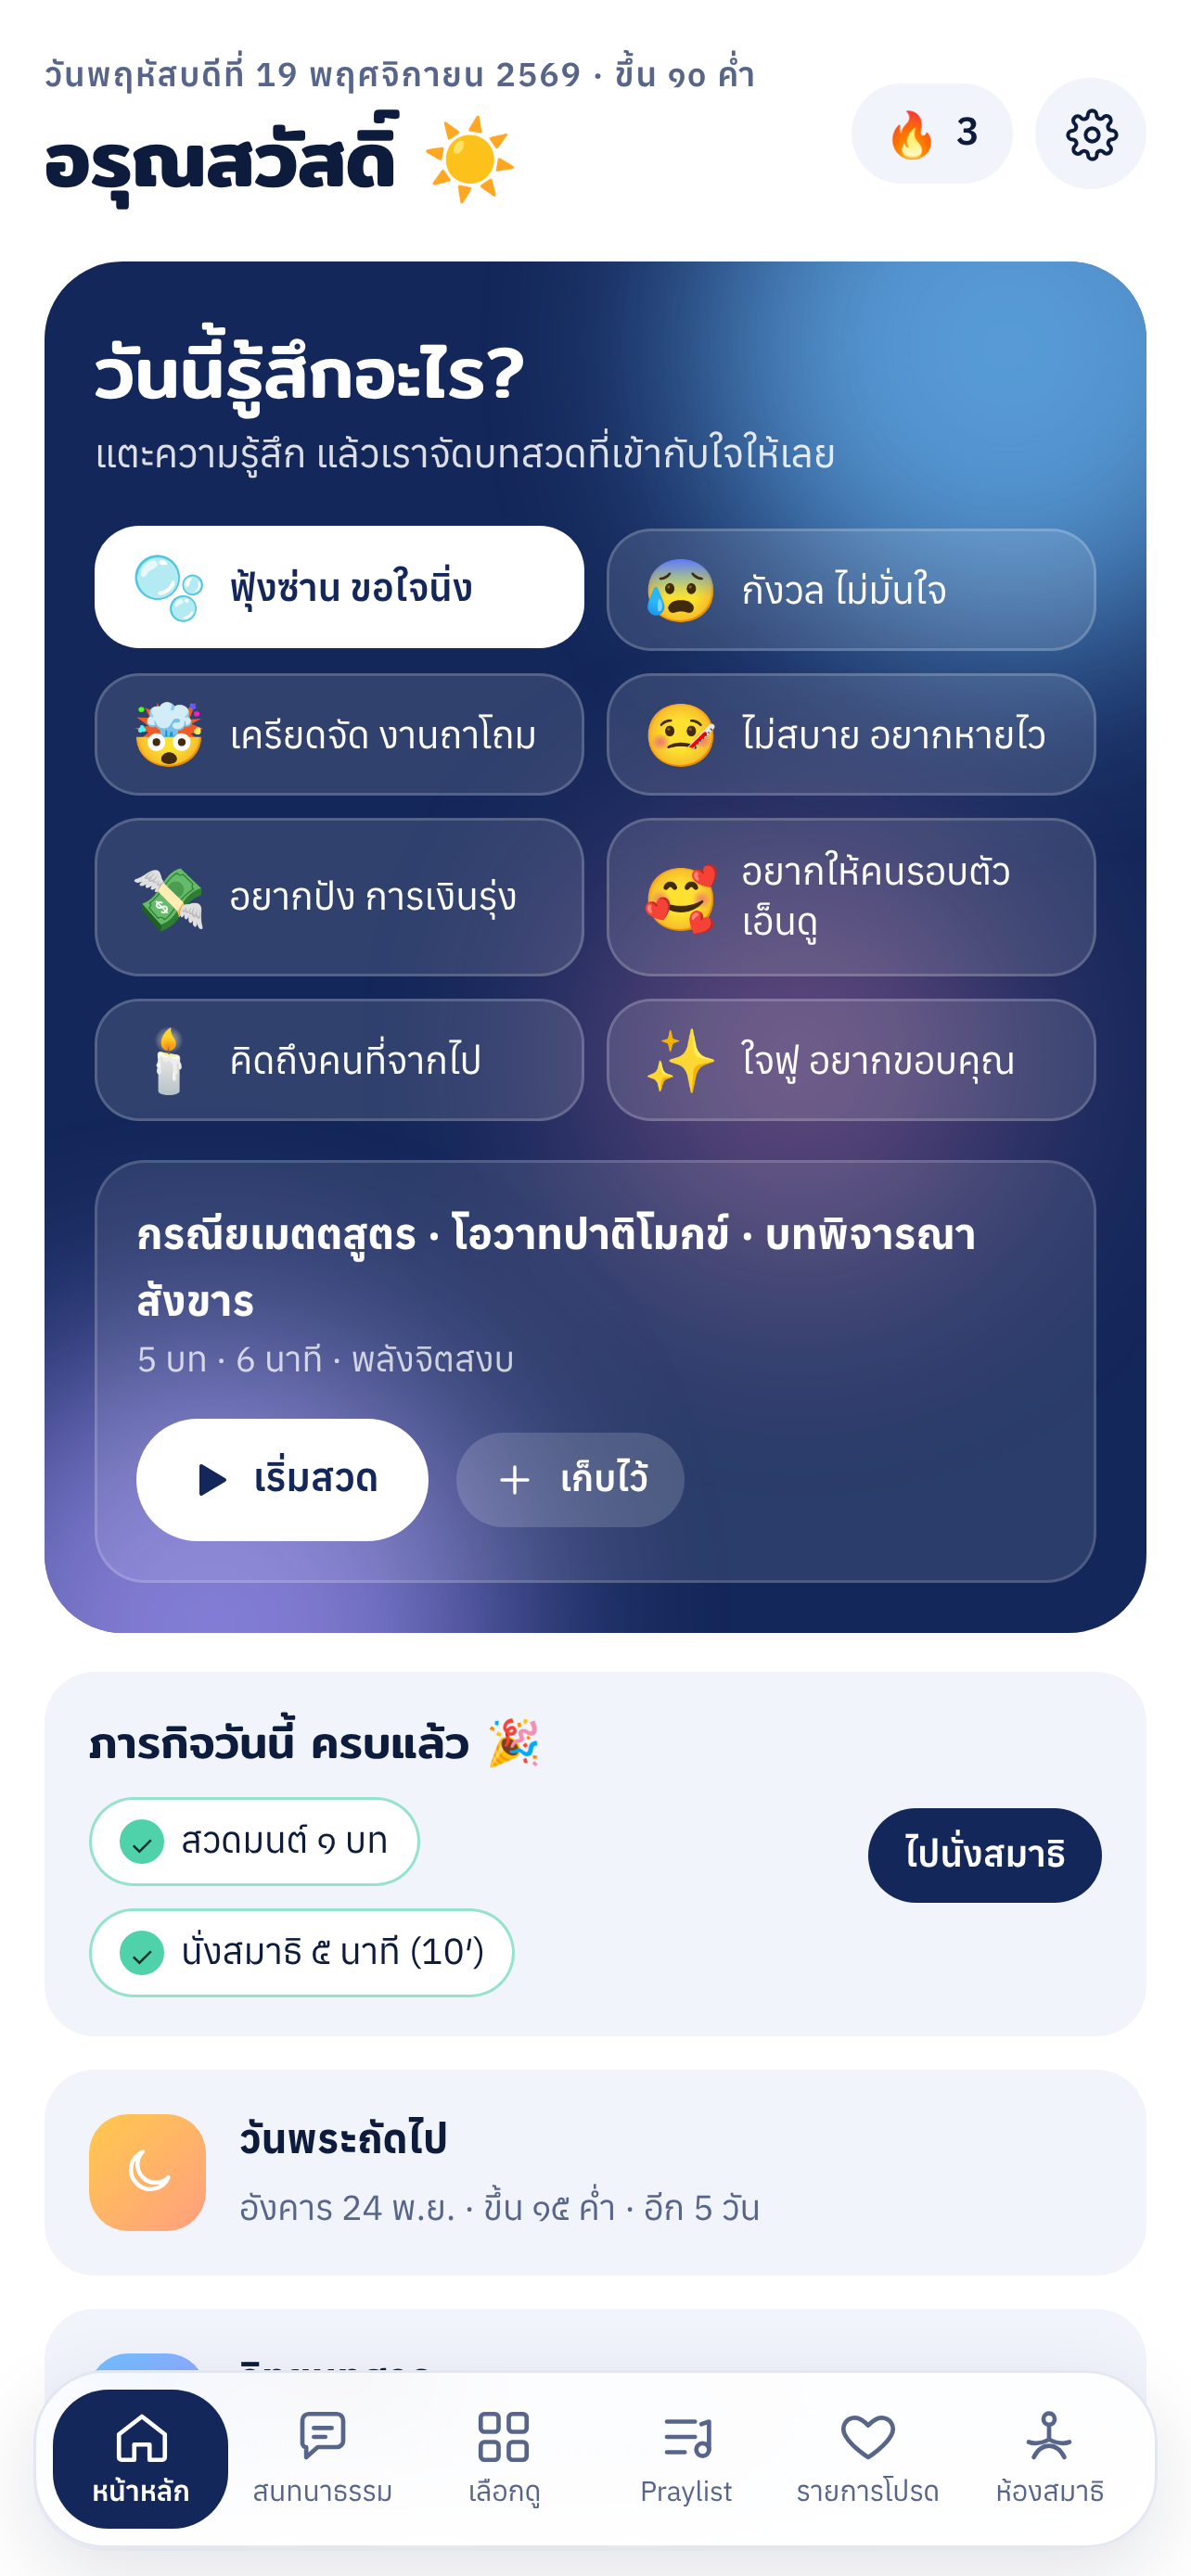 วันพฤหัสบดีที่ 19 พฤศจิกายน 2569 · ขึ้น ๑๐ ค่ำ
อรุณสวัสดิ์ ☀️
🔥 3
วันนี้รู้สึกอะไร?
แตะความรู้สึก แล้วเราจัดบทสวดที่เข้ากับใจให้เลย
ฟุ้งซ่าน ขอใจนิ่ง
กังวล ไม่มั่นใจ
เครียดจัด งานถาโถม
ไม่สบาย อยากหายไว
อยากปัง การเงินรุ่ง
อยากให้คนรอบตัว
เอ็นดู
คิดถึงคนที่จากไป
ใจฟู อยากขอบคุณ
กรณียเมตตสูตร · โอวาทปาติโมกข์ · บทพิจารณา
สังขาร
5 บท · 6 นาที · พลังจิตสงบ
เริ่มสวด
เก็บไว้
ภารกิจวันนี้ ครบแล้ว 🎉
สวดมนต์ ๑ บท
ไปนั่งสมาธิ
นั่งสมาธิ ๕ นาที (10′)
วันพระถัดไป
อังคาร 24 พ.ย. · ขึ้น ๑๕ ค่ำ · อีก 5 วัน
หน้าหลัก
สนทนาธรรม
เลือกดู
Praylist
รายการโปรด
ห้องสมาธิ